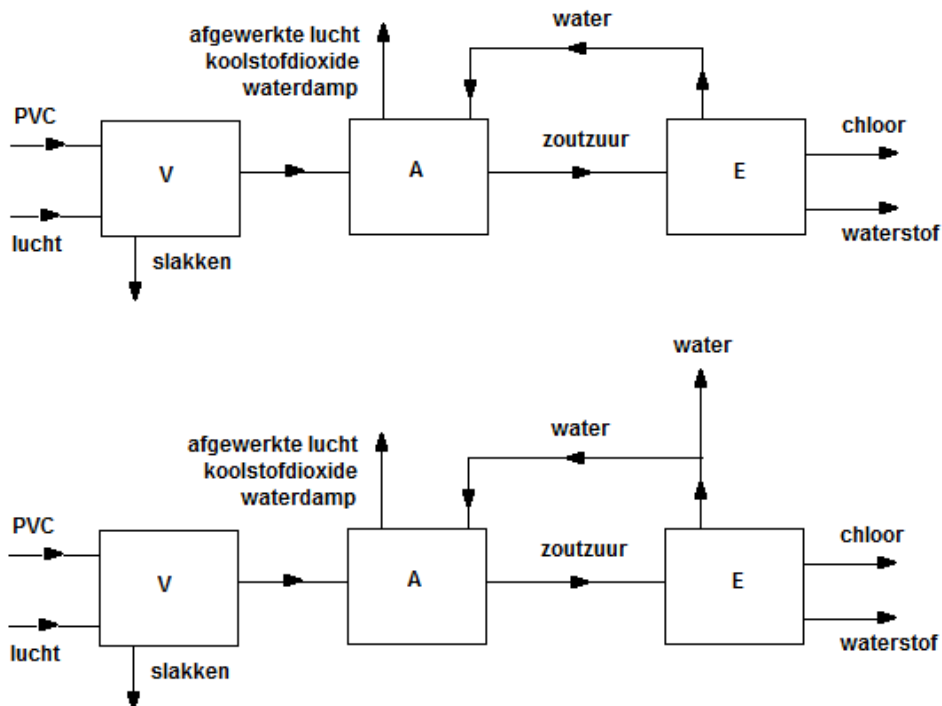 water
afgewerkte lucht
koolstofdioxide
waterdamp
PVC
V
A
zoutzuur
E
chloor
lucht
waterstof
slakken
water
water
afgewerkte lucht
koolstofdioxide
waterdamp
PVC
V
A
zoutzuur
E
chloor
lucht
waterstof
slakken